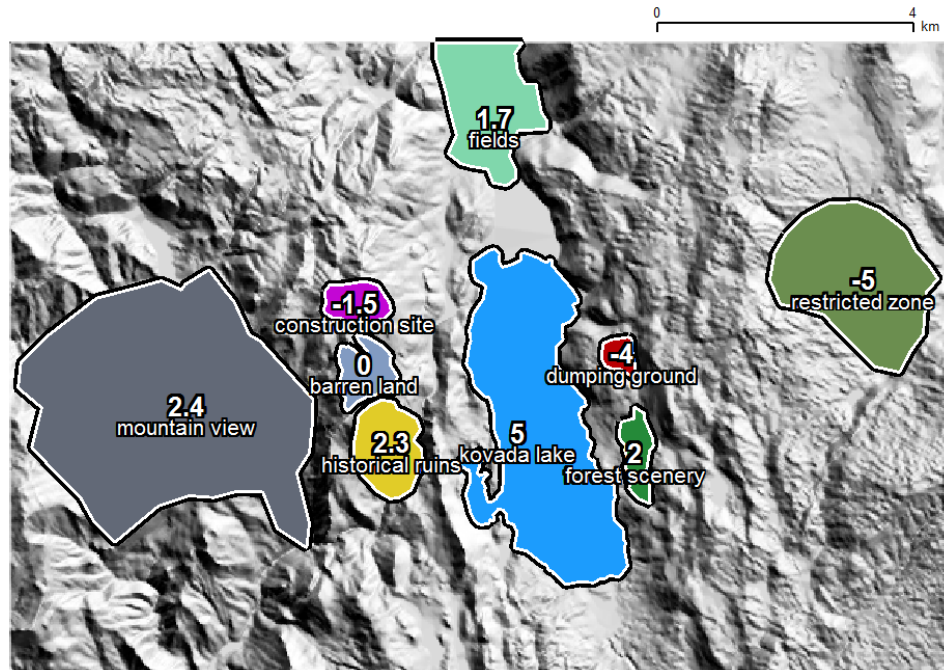 0 4
km
1.7
fields
-5
restricted zone
-1.5
construction site
-4
dumping ground
0
barren land
2.4
mountain view
2.3
historical ruins
5
kovada lake
2
forest scenery